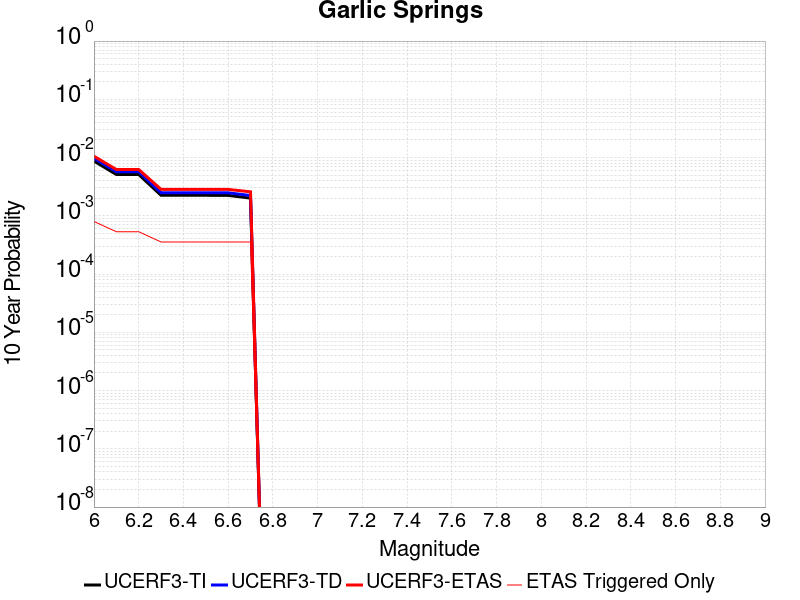 Garlic Springs
10 Year Probability
10^0
10^-1
10^-2
10^-3
10^-4
10^-5
10^-6
10^-7
10^-8
6 6.2 6.4 6.6 6.8 7 7.2 7.4 7.6 7.8 8 8.2 8.4 8.6 8.8 9
Magnitude
UCERF3-TI UCERF3-TD UCERF3-ETAS ETAS Triggered Only